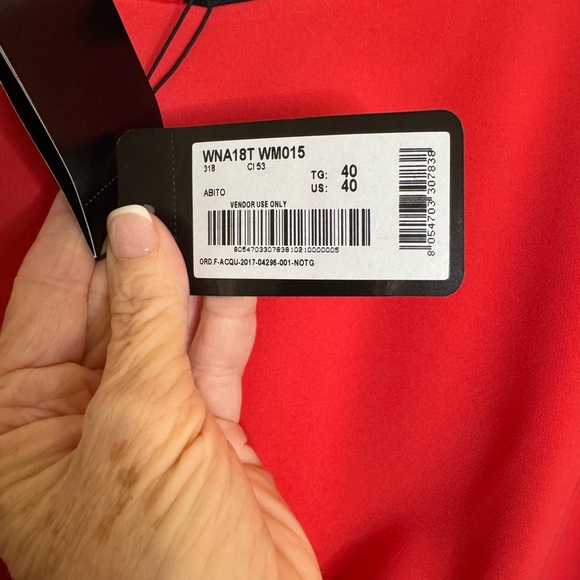 WNA18T WM015
318 CI 53
TG: 40
ABITO US: 40
VENDOR USE ONLY
80547033078381021000005
ORD.F-ACQU-2017-04296-001-NOTG
8 054703 307838